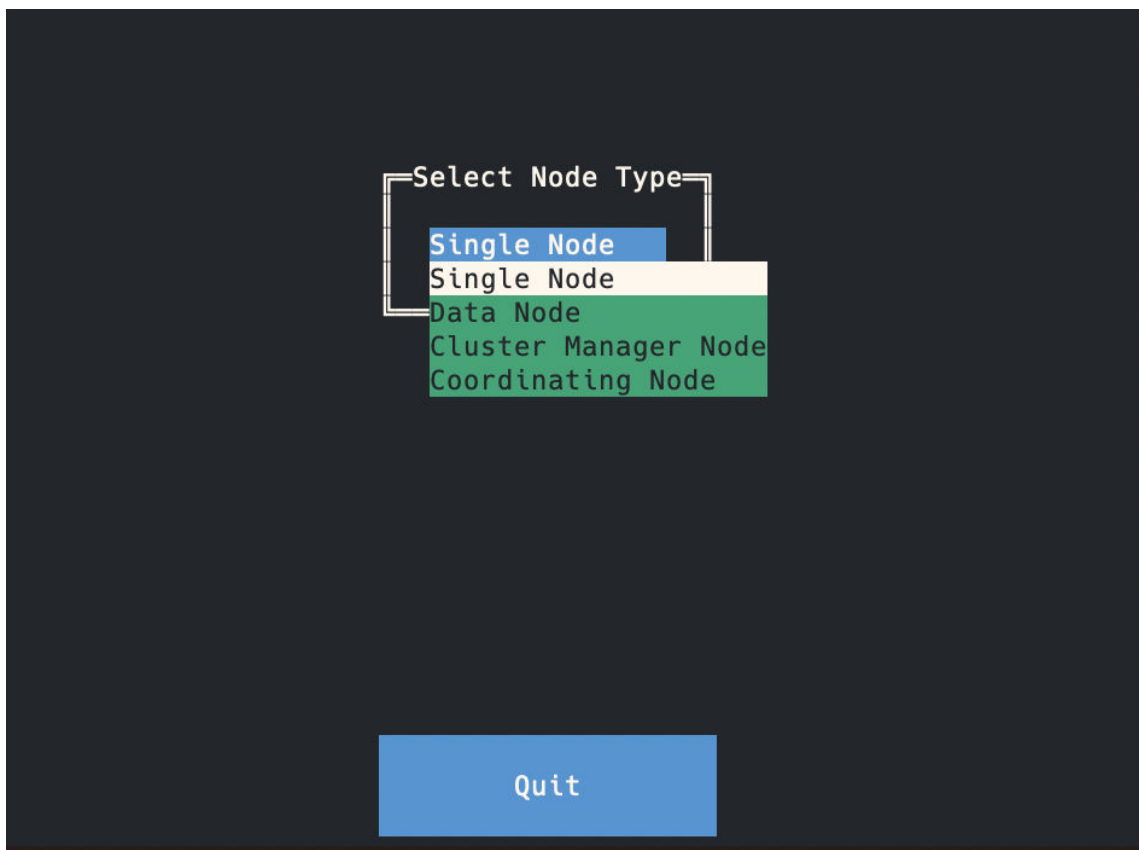 Select Node Type
Single Node
Single Node
Data Node
Cluster Manager Node
Coordinating Node
Quit